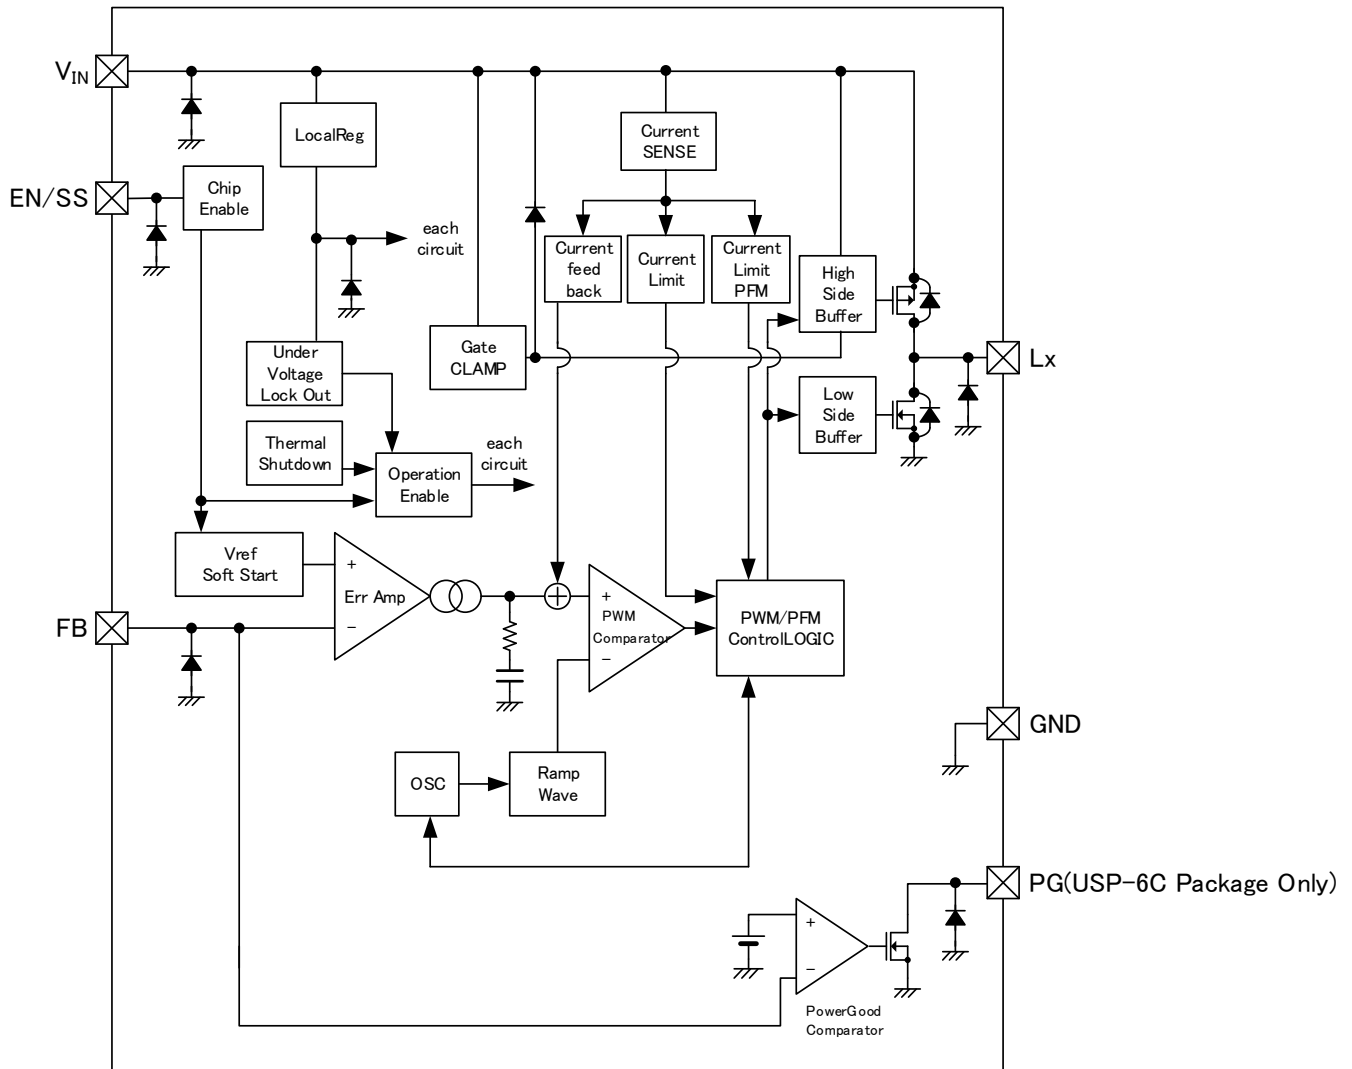 VIN
LocalReg
Current
SENSE
EN/SS
Chip
Enable
each
circuit
Current
feed
back
Current
Limit
Current
Limit
PFM
High
Side
Buffer
Under
Voltage
Lock Out
Gate
CLAMP
Lx
Low
Side
Buffer
Thermal
Shutdown
Operation
Enable
each
circuit
Vref
Soft Start
+
Err Amp
−
+
PWM
Comparator
−
PWM/PFM
ControlLOGIC
FB
GND
OSC
Ramp
Wave
PG(USP-6C Package Only)
+
−
PowerGood
Comparator